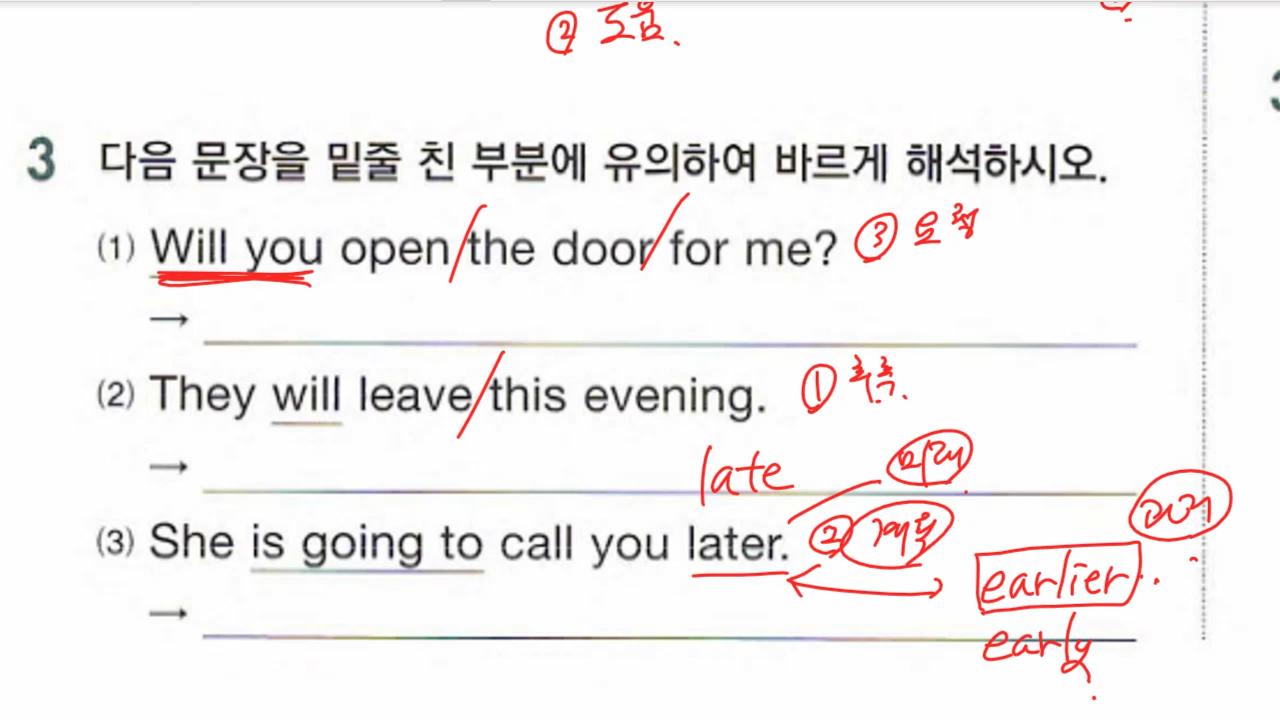 ② 도움.
3 다음 문장을 밑줄 친 부분에 유의하여 바르게 해석하시오.
(1) Will you open the door for me? ③ 요청
→
(2) They will leave this evening. ① 추측.
→
late 미래
(3) She is going to call you later. ② 계획
과거
earlier
→
early